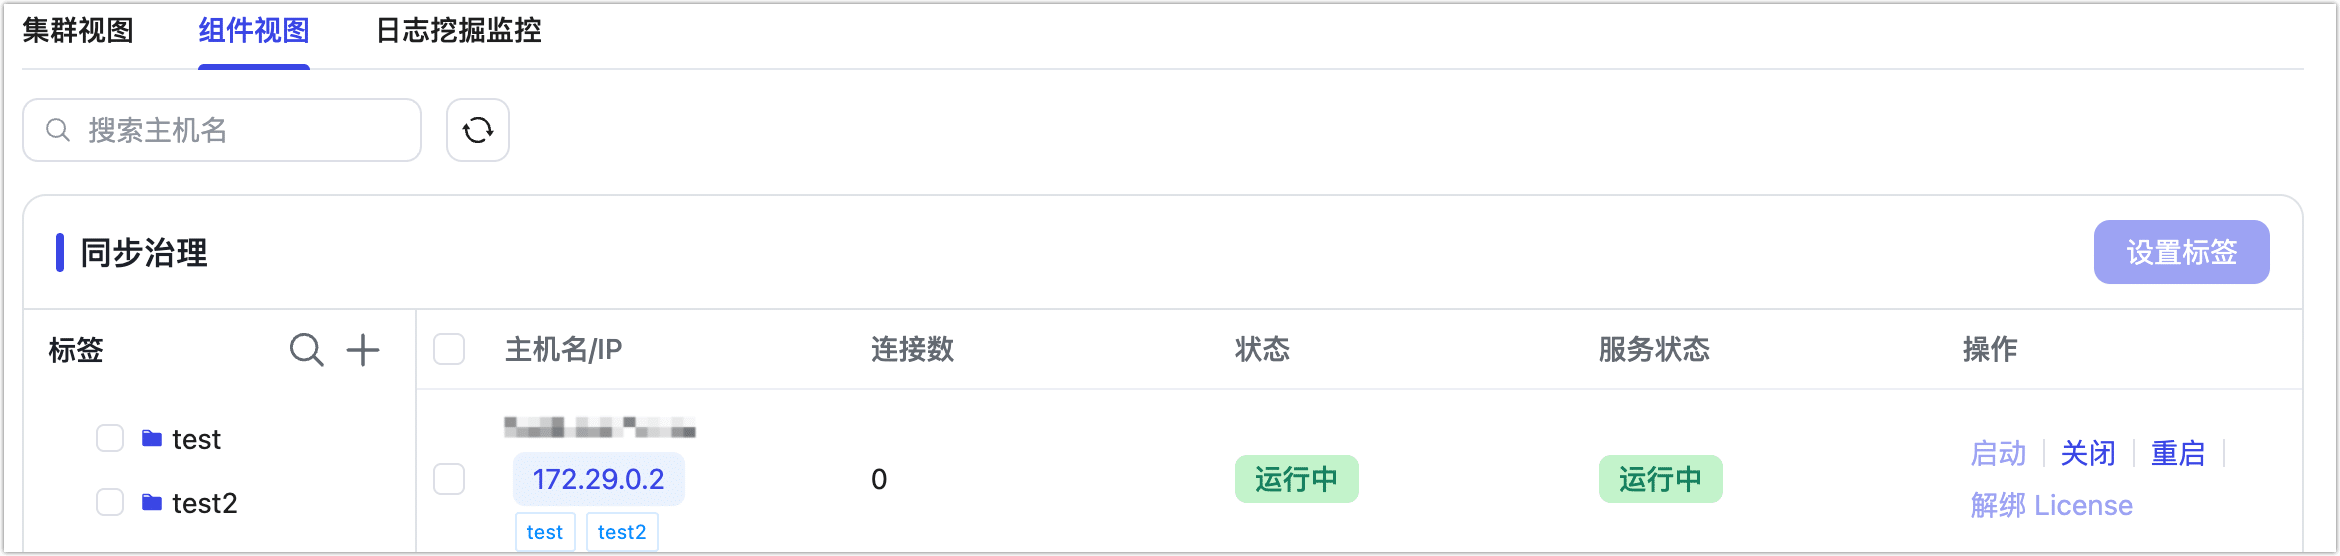 集群视图 组件视图 日志挖掘监控
搜索主机名
同步治理 设置标签
标签 主机名/IP 连接数 状态 服务状态 操作
test
test2
172.29.0.2 0 运行中 运行中 启动 关闭 重启
解绑 License
test test2